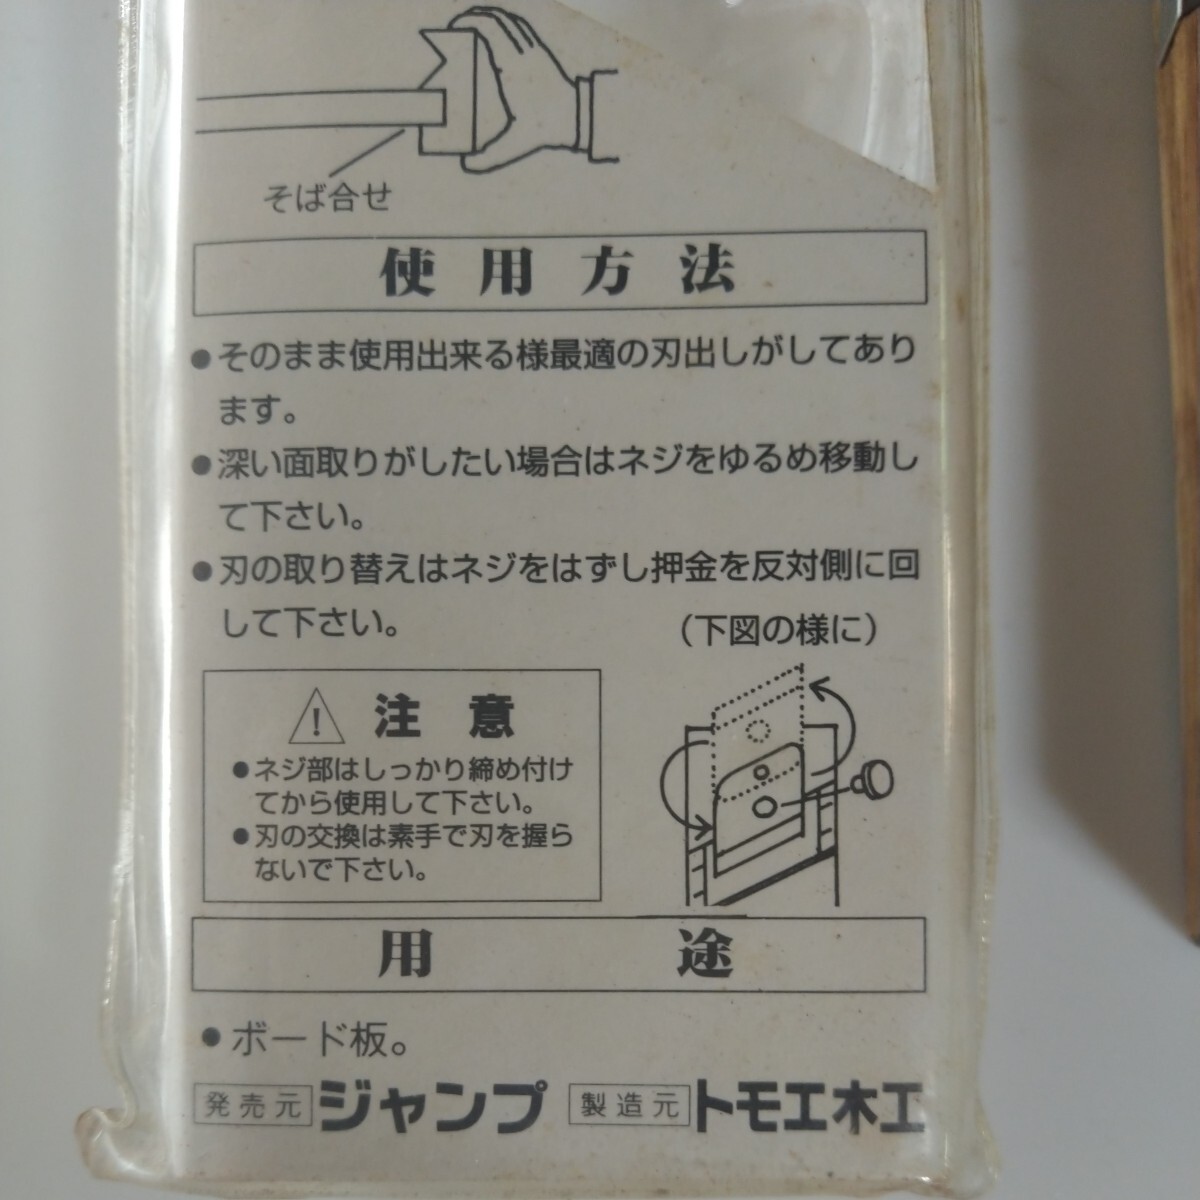 そば合せ
使用方法
●そのまま使用出来る様最適の刃出しがしてあり
ます。
●深い面取りがしたい場合はネジをゆるめ移動し
て下さい。
●刃の取り替えはネジをはずし押金を反対側に回
して下さい。
(下図の様に)
注意
●ネジ部はしっかり締め付け
てから使用して下さい。
●刃の交換は素手で刃を握ら
ないで下さい。
用途
●ボード板。
発売元 ジャンプ 製造元 トモエ木工